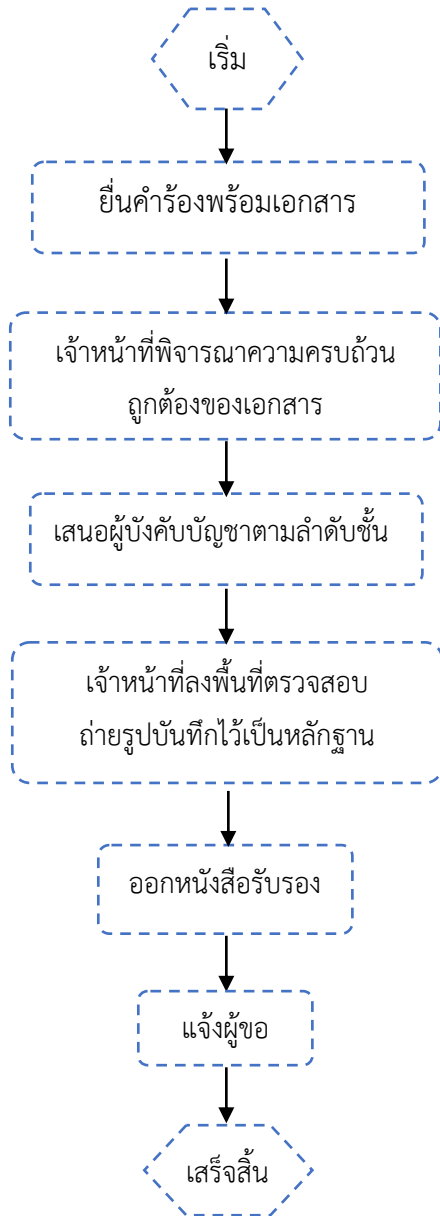 เริ่ม
ยื่นคำร้องพร้อมเอกสาร
เจ้าหน้าที่พิจารณาความครบถ้วน
ถูกต้องของเอกสาร
เสนอผู้บังคับบัญชาตามลำดับชั้น
เจ้าหน้าที่ลงพื้นที่ตรวจสอบ
ถ่ายรูปบันทึกไว้เป็นหลักฐาน
ออกหนังสือรับรอง
แจ้งผู้ขอ
เสร็จสิ้น